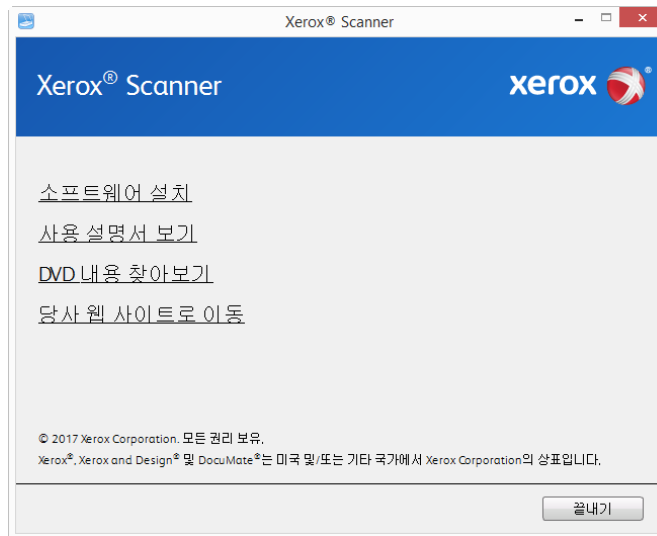 Xerox® Scanner
Xerox® Scanner
xerox®
소프트웨어 설치
사용 설명서 보기
DVD 내용 찾아보기
당사 웹 사이트로 이동
© 2017 Xerox Corporation. 모든 권리 보유.
Xerox®, Xerox and Design® 및 DocuMate®는 미국 및/또는 기타 국가에서 Xerox Corporation의 상표입니다.
끝내기